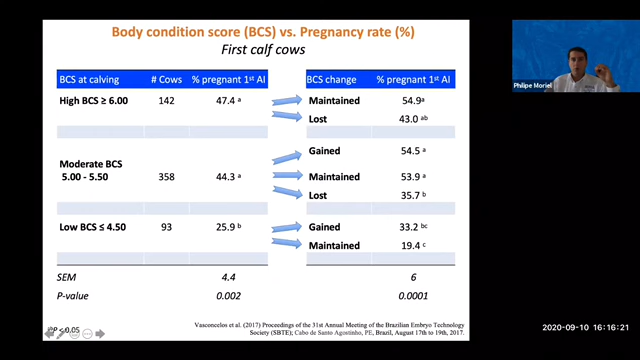 Body condition score (BCS) vs. Pregnancy rate (%)
First calf cows
BCS at calving # Cows % pregnant 1st AI BCS change % pregnant 1st AI
High BCS ≥ 6.00 142 47.4 a Maintained 54.9 a
Lost 43.0 ab
Gained 54.5 a
Moderate BCS
5.00 - 5.50 358 44.3 a Maintained 53.9 a
Lost 35.7 b
Low BCS ≤ 4.50 93 25.9 b Gained 33.2 bc
Maintained 19.4 c
SEM 4.4 6
P-value 0.002 0.0001
P ≤ 0.05
Vasconcelos et al. (2017) Proceedings of the 31st Annual Meeting of the Brazilian Embryo Technology
Society (SBTE); Cabo de Santo Agostinho, PE, Brazil, August 17th to 19th, 2017.
Philipe Moriel
2020-09-10 16:16:21